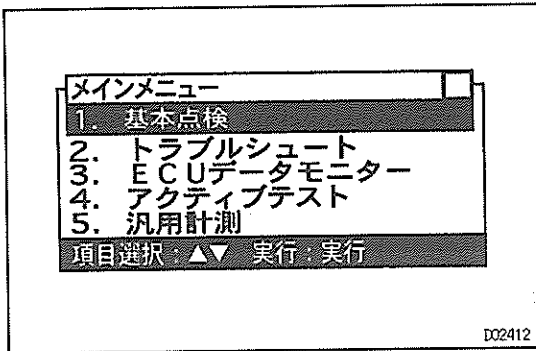 メインメニュー
1. 基本点検
2. トラブルシュート
3. ECUデータモニター
4. アクティブテスト
5. 汎用計測
項目選択:▲▼ 実行:実行
D02412